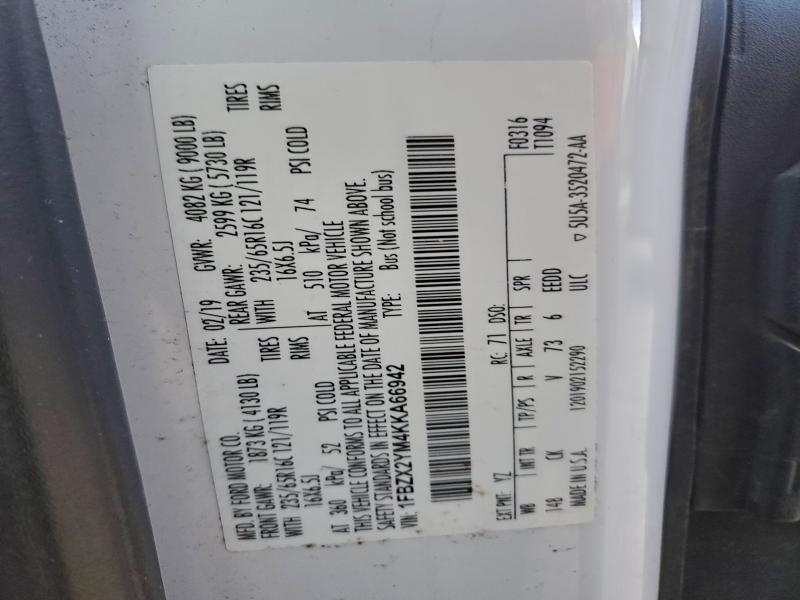 MFD. BY FORD MOTOR CO.
DATE: 02/19 GVWR: 4082 KG ( 9000 LB)
FRONT GAWR: 1873 KG ( 4130 LB) REAR GAWR: 2599 KG ( 5730 LB)
WITH 235/65R16C 121/119R TIRES WITH 235/65R16C 121/119R TIRES
16X6.5J RIMS 16X6.5J RIMS
AT 360 kPa/ 52 PSI COLD AT 510 kPa/ 74 PSI COLD
THIS VEHICLE CONFORMS TO ALL APPLICABLE FEDERAL MOTOR VEHICLE
SAFETY STANDARDS IN EFFECT ON THE DATE OF MANUFACTURE SHOWN ABOVE.
VIN: 1FBZX2YM4KKA66942 TYPE: Bus (Not school bus)
F0316
T1094
EXT PNT: YZ RC: 71 DSO:
WB INT TR TP/PS R AXLE TR SPR
148 CK V 73 6 EEDD
MADE IN U.S.A. 1201902152290 ULC
▽ 5U5A-3520472-AA